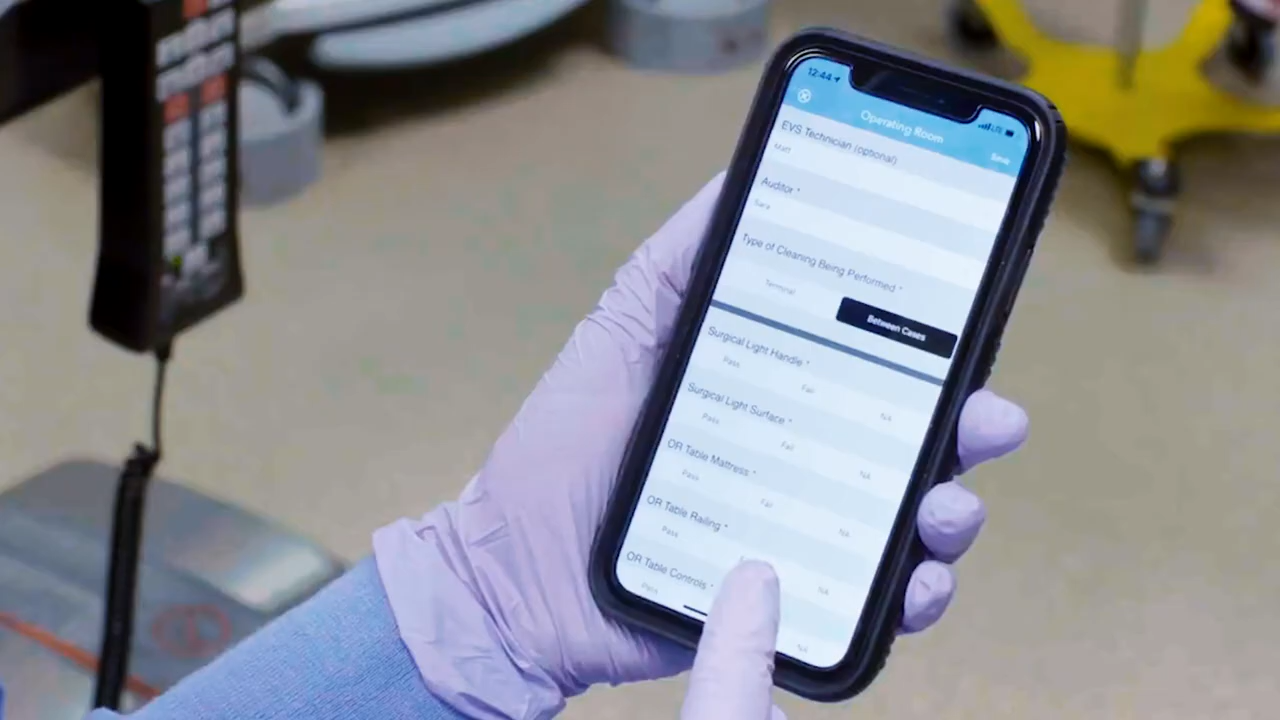 12:44
LTE
Operating Room
Save
EVS Technician (optional)
Matt
Auditor *
Sara
Type of Cleaning Being Performed *
Terminal Between Cases
Surgical Light Handle *
Pass Fail NA
Surgical Light Surface *
Pass Fail NA
OR Table Mattress *
Pass Fail NA
OR Table Railing *
Pass NA
OR Table Controls *
Pass NA